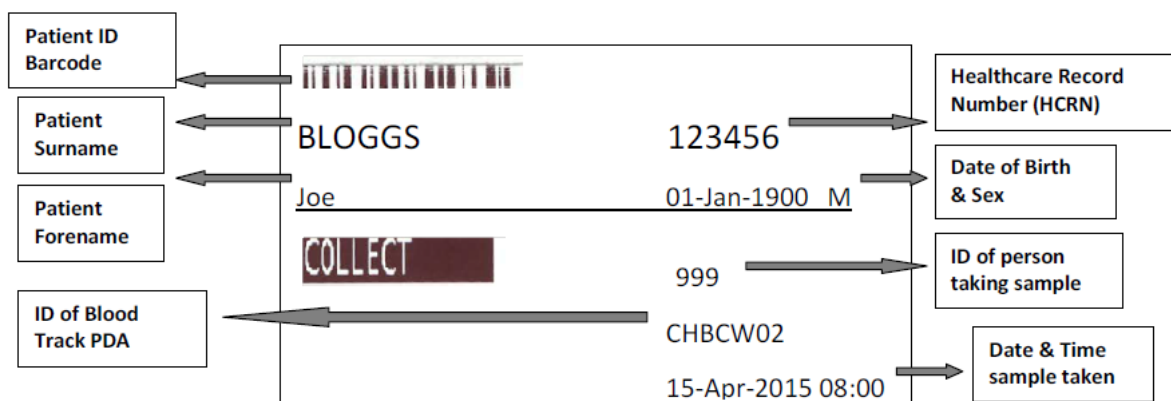 Patient ID
Barcode
Patient
Surname
Patient
Forename
ID of Blood
Track PDA
BLOGGS 123456
Joe 01-Jan-1900 M
COLLECT
999
CHBCW02
15-Apr-2015 08:00
Healthcare Record
Number (HCRN)
Date of Birth
& Sex
ID of person
taking sample
Date & Time
sample taken